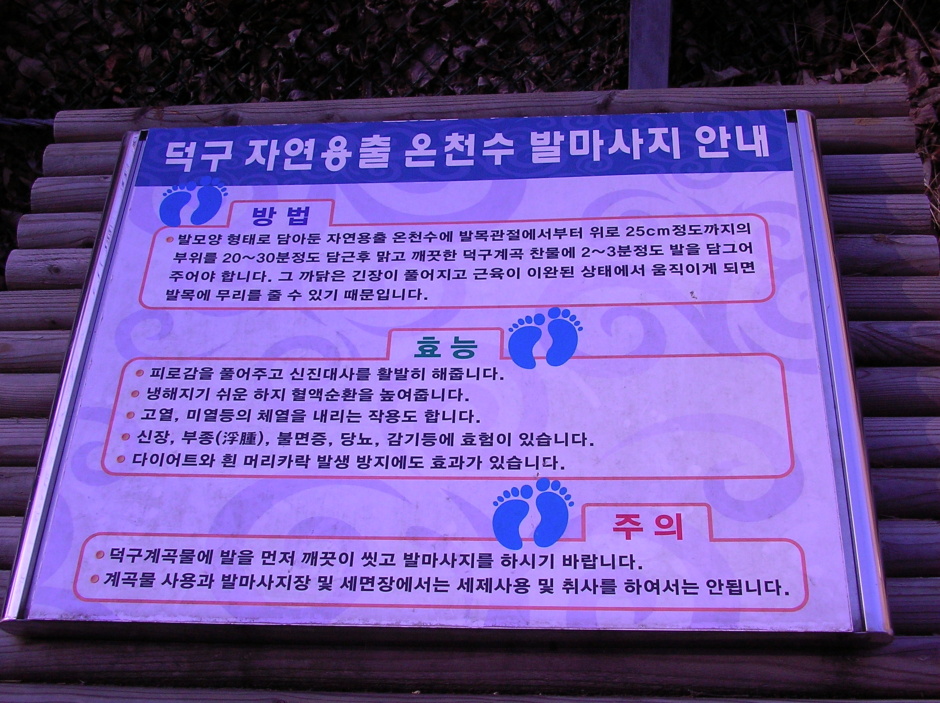 덕구 자연용출 온천수 발마사지 안내
방법
발모양 형태로 담아둔 자연용출 온천수에 발목관절에서부터 위로 25cm정도까지의
부위를 20~30분정도 담근후 맑고 깨끗한 덕구계곡 찬물에 2~3분정도 발을 담그어
주어야 합니다. 그 까닭은 긴장이 풀어지고 근육이 이완된 상태에서 움직이게 되면
발목에 무리를 줄 수 있기 때문입니다.
효능
피로감을 풀어주고 신진대사를 활발히 해줍니다.
냉해지기 쉬운 하지 혈액순환을 높여줍니다.
고열, 미열등의 체열을 내리는 작용도 합니다.
신장, 부종(浮腫), 불면증, 당뇨, 감기등에 효험이 있습니다.
다이어트와 흰 머리카락 발생 방지에도 효과가 있습니다.
주의
덕구계곡물에 발을 먼저 깨끗이 씻고 발마사지를 하시기 바랍니다.
계곡물 사용과 발마사지장 및 세면장에서는 세제사용 및 취사를 하여서는 안됩니다.